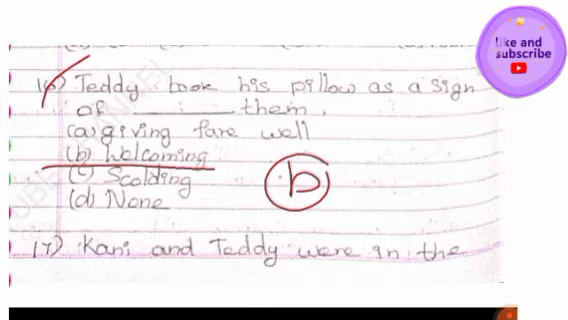 like and
subscribe
16) Teddy took his pillow as a sign
of ________ them.
(a) giving fare well
(b) Welcoming
(c) Scolding
(d) None
b
17) Kani and Teddy were in the